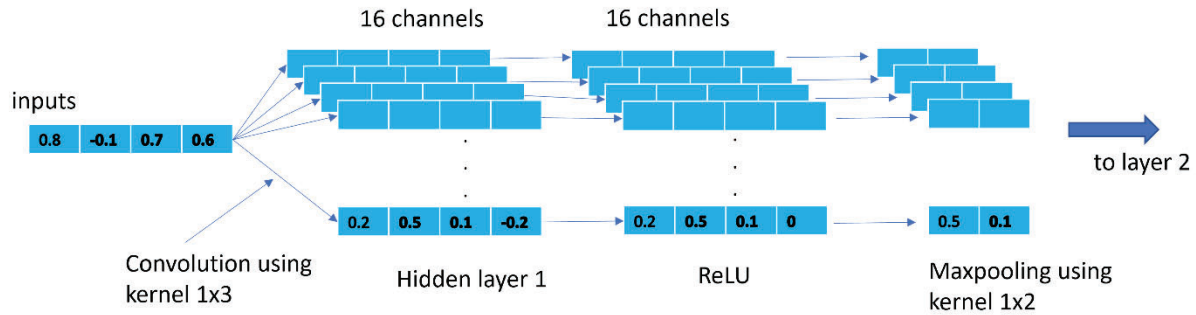 16 channels
16 channels
inputs
0.8 -0.1 0.7 0.6
to layer 2
0.2 0.5 0.1 -0.2
0.2 0.5 0.1 0
0.5 0.1
Convolution using
kernel 1x3
Hidden layer 1
ReLU
Maxpooling using
kernel 1x2